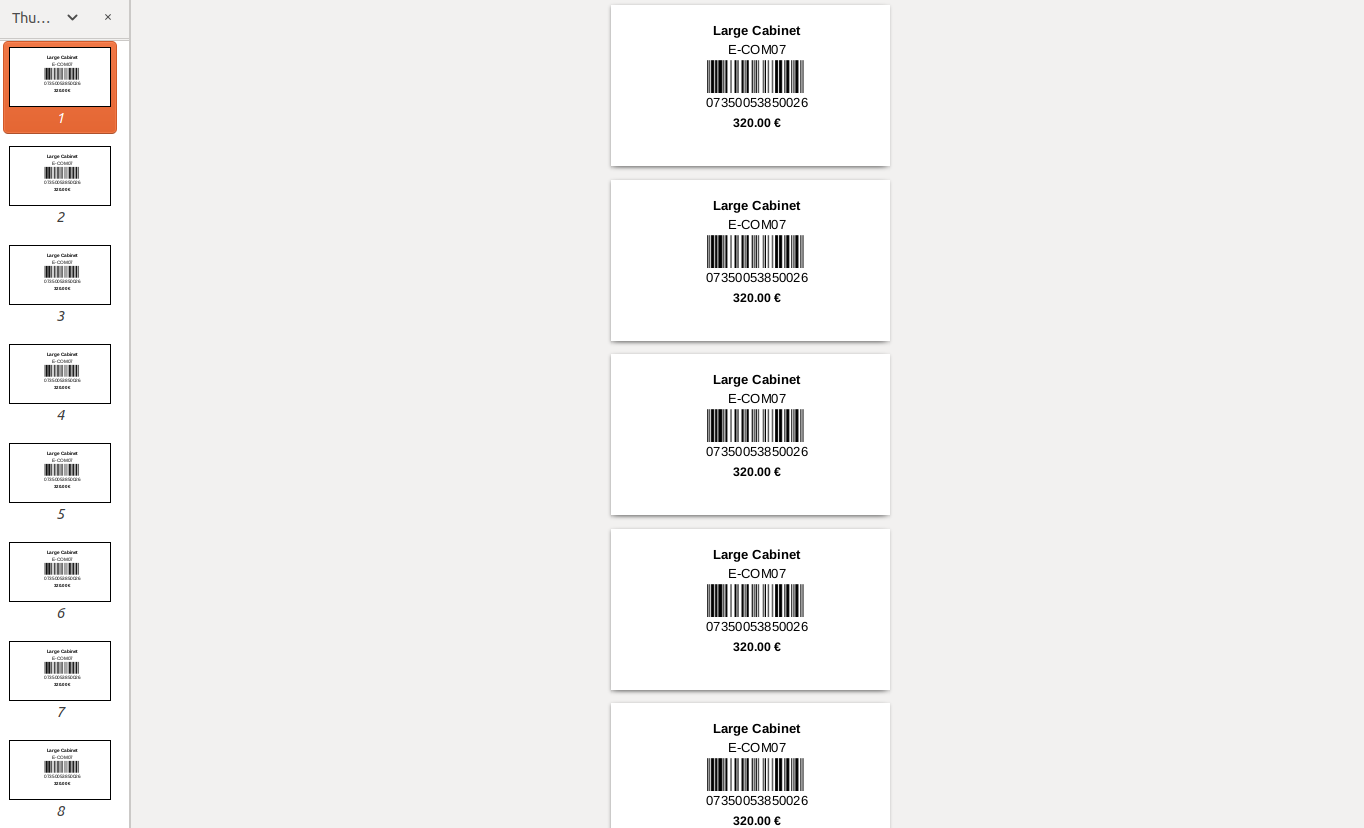 Thu...
Large Cabinet
E-COM07
07350053850026
320.00 €
1
Large Cabinet
E-COM07
07350053850026
320.00 €
2
Large Cabinet
E-COM07
07350053850026
320.00 €
3
Large Cabinet
E-COM07
07350053850026
320.00 €
4
Large Cabinet
E-COM07
07350053850026
320.00 €
5
Large Cabinet
E-COM07
07350053850026
320.00 €
6
Large Cabinet
E-COM07
07350053850026
320.00 €
7
Large Cabinet
E-COM07
07350053850026
320.00 €
8
Large Cabinet
E-COM07
07350053850026
320.00 €
Large Cabinet
E-COM07
07350053850026
320.00 €
Large Cabinet
E-COM07
07350053850026
320.00 €
Large Cabinet
E-COM07
07350053850026
320.00 €
Large Cabinet
E-COM07
07350053850026
320.00 €